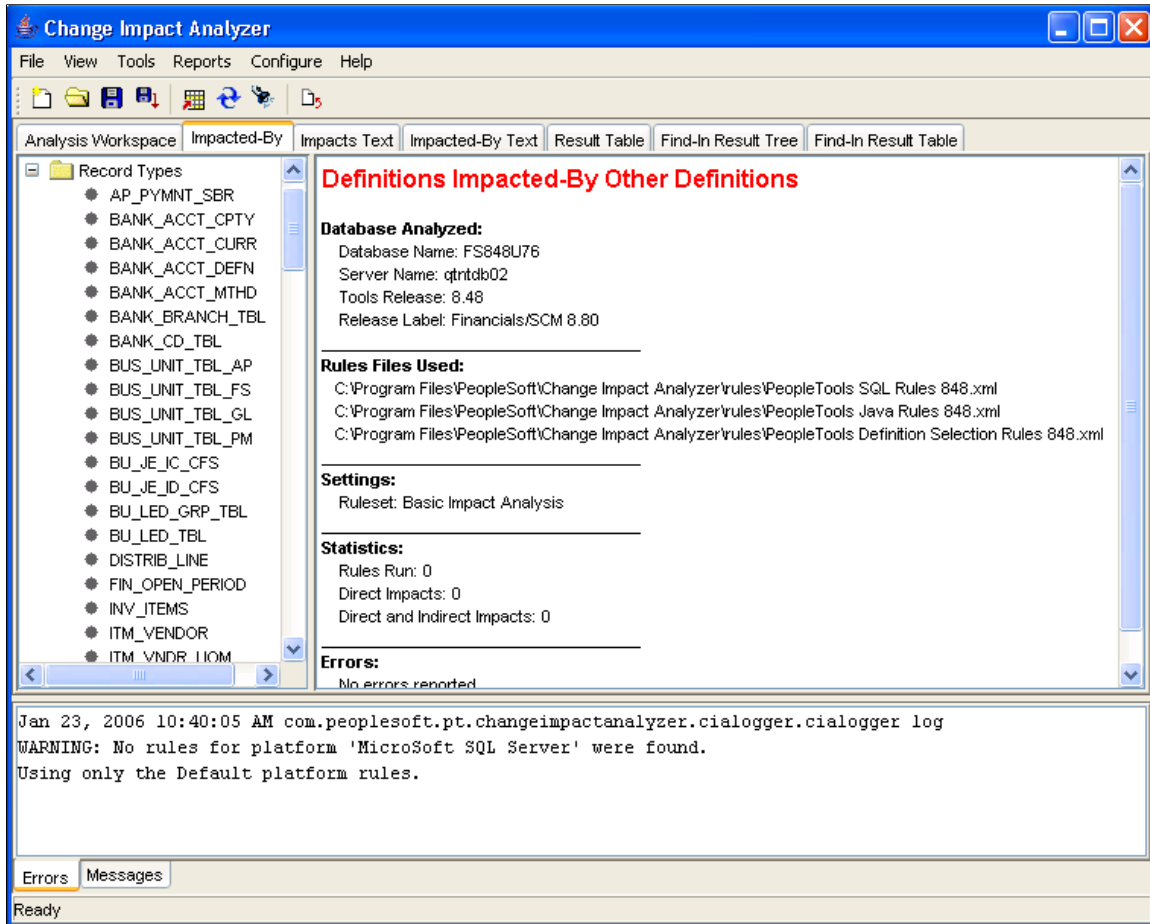 Change Impact Analyzer
File View Tools Reports Configure Help
Analysis Workspace Impacted-By Impacts Text Impacted-By Text Result Table Find-In Result Tree Find-In Result Table
Record Types
AP_PYMNT_SBR
BANK_ACCT_CPTY
BANK_ACCT_CURR
BANK_ACCT_DEFN
BANK_ACCT_MTHD
BANK_BRANCH_TBL
BANK_CD_TBL
BUS_UNIT_TBL_AP
BUS_UNIT_TBL_FS
BUS_UNIT_TBL_GL
BUS_UNIT_TBL_PM
BU_JE_IC_CFS
BU_JE_ID_CFS
BU_LED_GRP_TBL
BU_LED_TBL
DISTRIB_LINE
FIN_OPEN_PERIOD
INV_ITEMS
ITM_VENDOR
ITM_VNDR_UOM
Definitions Impacted-By Other Definitions
Database Analyzed:
Database Name: FS848U76
Server Name: qtntdb02
Tools Release: 8.48
Release Label: Financials/SCM 8.80
Rules Files Used:
C:\Program Files\PeopleSoft\Change Impact Analyzer\rules\PeopleTools SQL Rules 848.xml
C:\Program Files\PeopleSoft\Change Impact Analyzer\rules\PeopleTools Java Rules 848.xml
C:\Program Files\PeopleSoft\Change Impact Analyzer\rules\PeopleTools Definition Selection Rules 848.xml
Settings:
Ruleset: Basic Impact Analysis
Statistics:
Rules Run: 0
Direct Impacts: 0
Direct and Indirect Impacts: 0
Errors:
No errors reported
Jan 23, 2006 10:40:05 AM com.peoplesoft.pt.changeimpactanalyzer.cialogger.cialogger log
WARNING: No rules for platform 'MicroSoft SQL Server' were found.
Using only the Default platform rules.
Errors Messages
Ready